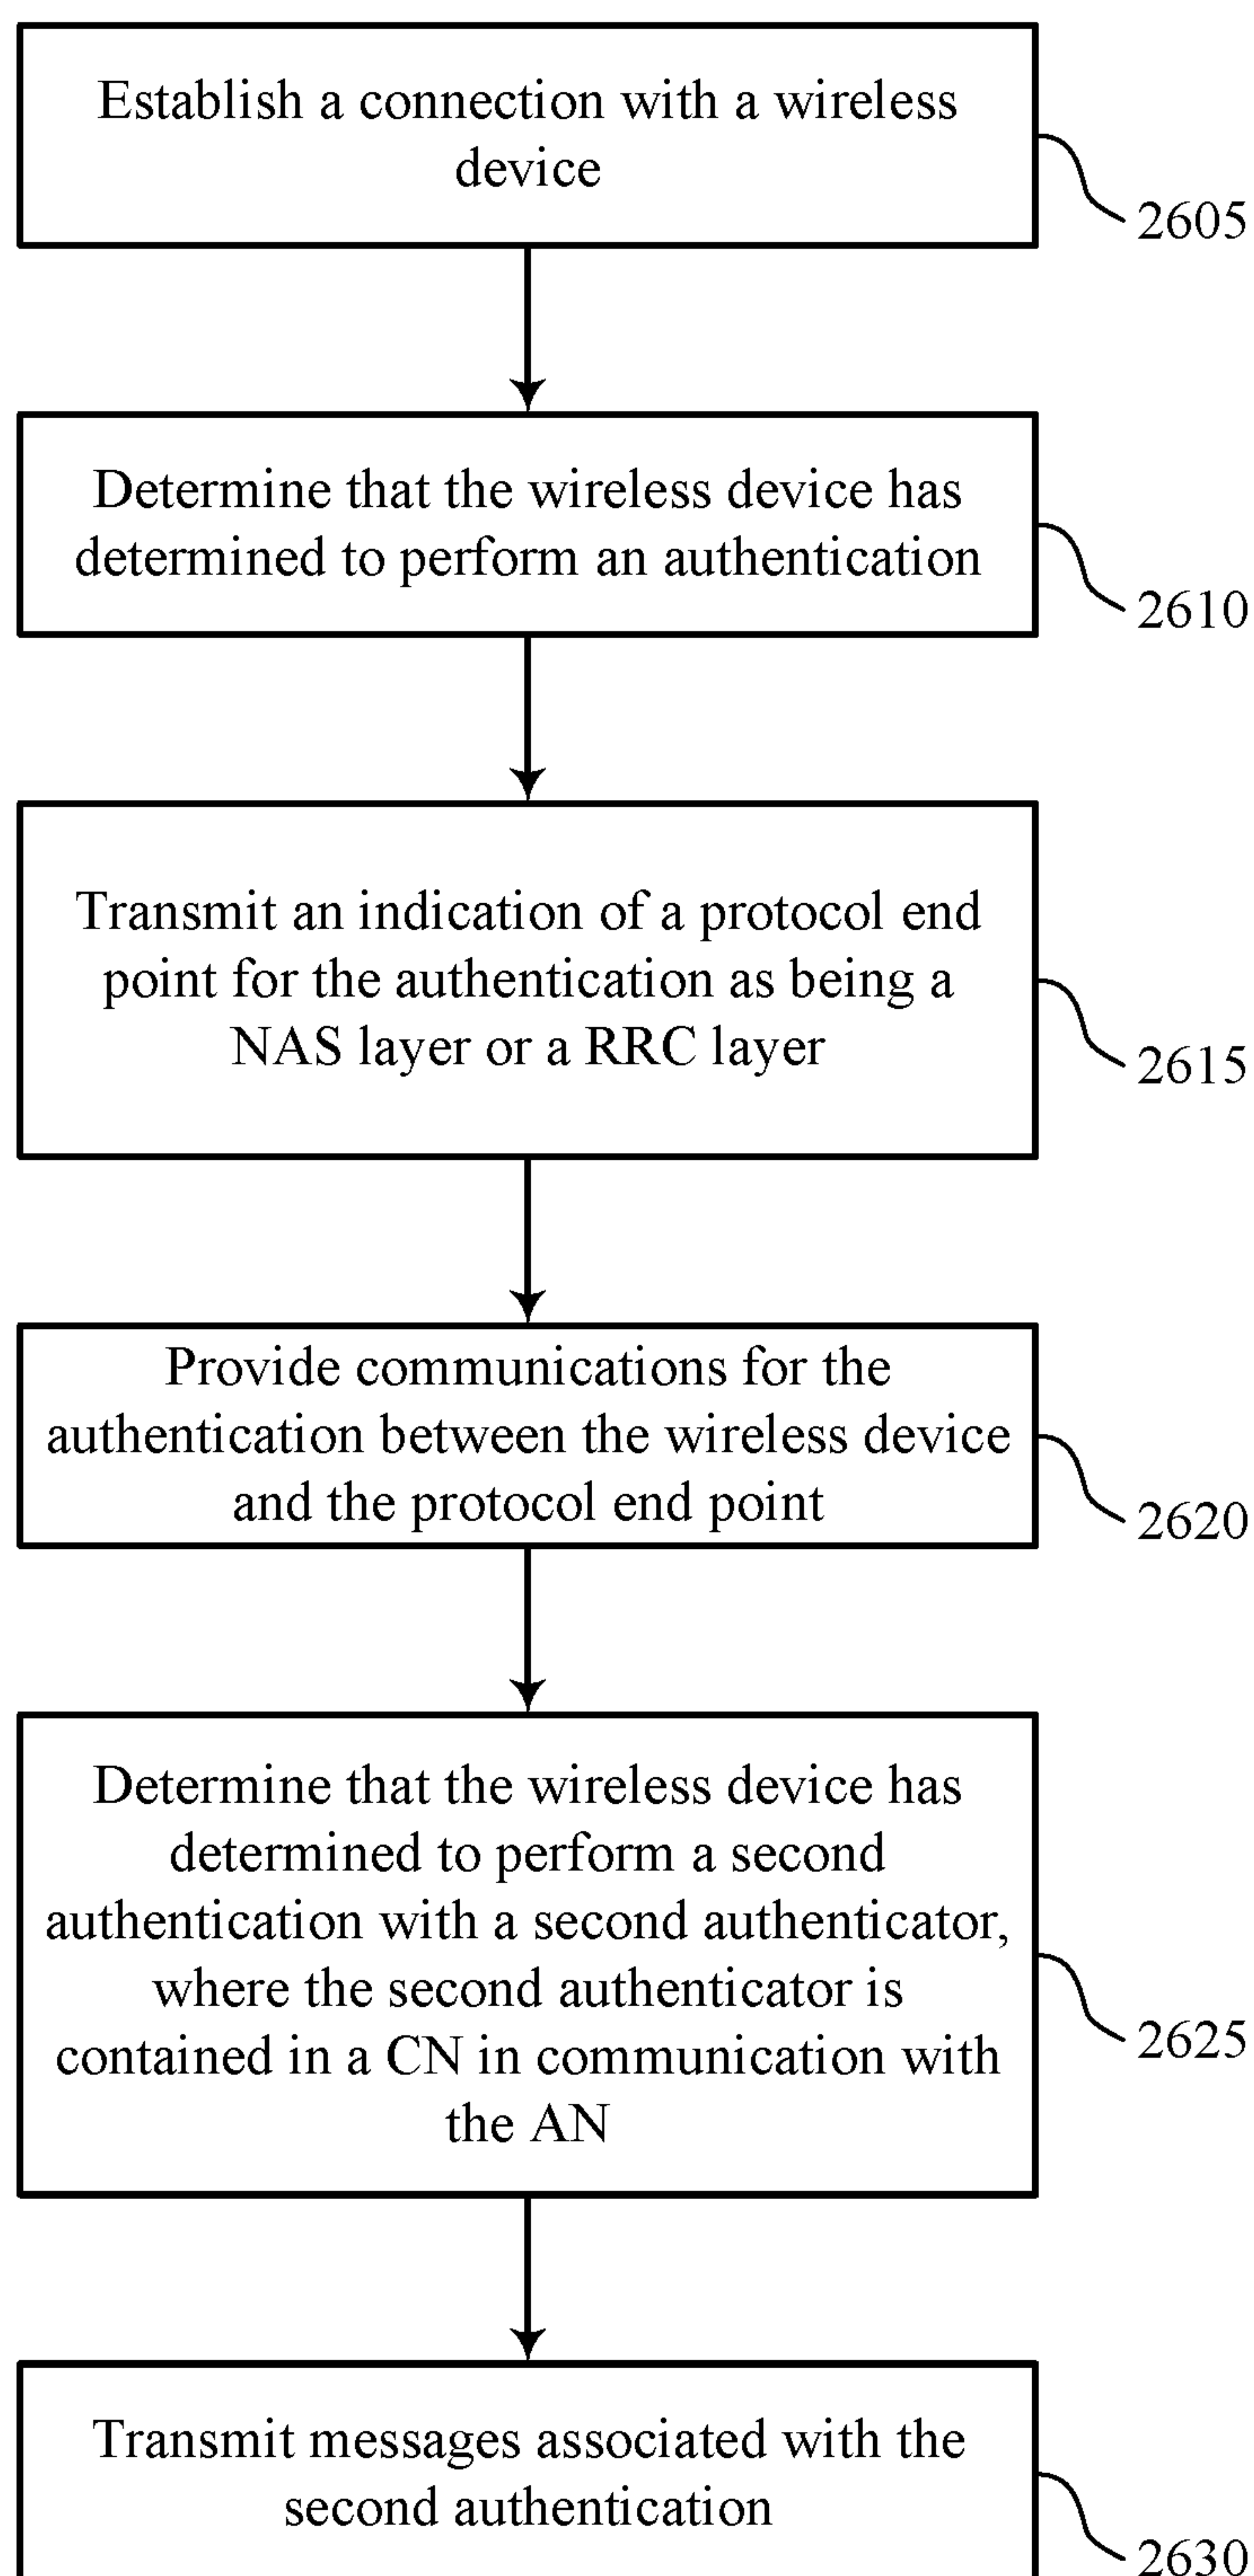 Establish a connection with a wireless
device
2605
Determine that the wireless device has
determined to perform an authentication
2610
Transmit an indication of a protocol end
point for the authentication as being a
NAS layer or a RRC layer
2615
Provide communications for the
authentication between the wireless device
and the protocol end point
2620
Determine that the wireless device has
determined to perform a second
authentication with a second authenticator,
where the second authenticator is
contained in a CN in communication with
the AN
2625
Transmit messages associated with the
second authentication
2630